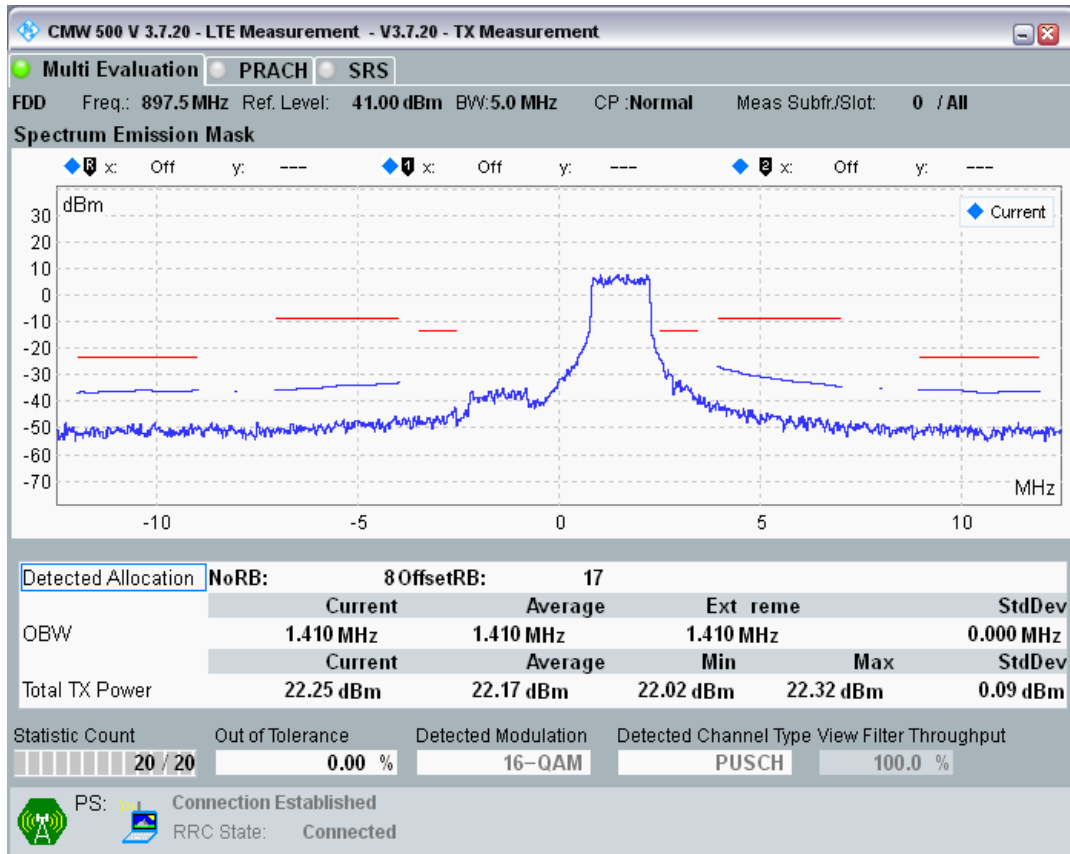 CMW 500 V 3.7.20 - LTE Measurement - V3.7.20 - TX Measurement
Multi Evaluation PRACH SRS
FDD Freq.: 897.5 MHz Ref. Level: 41.00 dBm BW: 5.0 MHz CP : Normal Meas Subfr./Slot: 0 / All
Spectrum Emission Mask
R x: Off y: --- 1 x: Off y: --- 2 x: Off y: ---
dBm
Current
30
20
10
0
-10
-20
-30
-40
-50
-60
-70
MHz
-10 -5 0 5 10
Detected Allocation NoRB: 8 OffsetRB: 17
Current Average Ext reme StdDev
OBW 1.410 MHz 1.410 MHz 1.410 MHz 0.000 MHz
Current Average Min Max StdDev
Total TX Power 22.25 dBm 22.17 dBm 22.02 dBm 22.32 dBm 0.09 dBm
Statistic Count Out of Tolerance Detected Modulation Detected Channel Type View Filter Throughput
20 / 20 0.00 % 16-QAM PUSCH 100.0 %
PS: Connection Established
RRC State: Connected